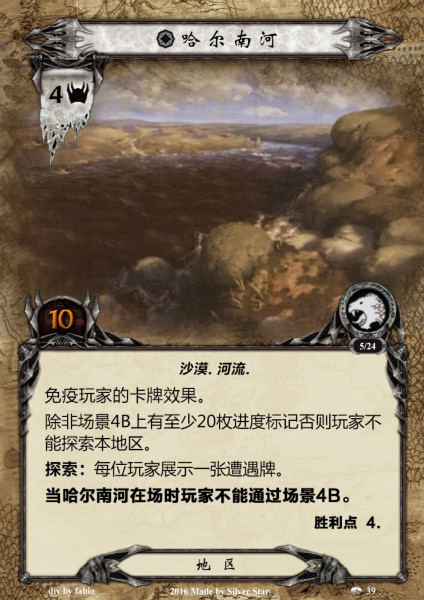 哈尔南河
4
10
5/24
沙漠. 河流.
免疫玩家的卡牌效果。
除非场景4B上有至少20枚进度标记否则玩家不
能探索本地区。
探索：每位玩家展示一张遭遇牌。
当哈尔南河在场时玩家不能通过场景4B。
胜利点 4.
地 区
diy by fabio
2016 Made by Silver Star
39